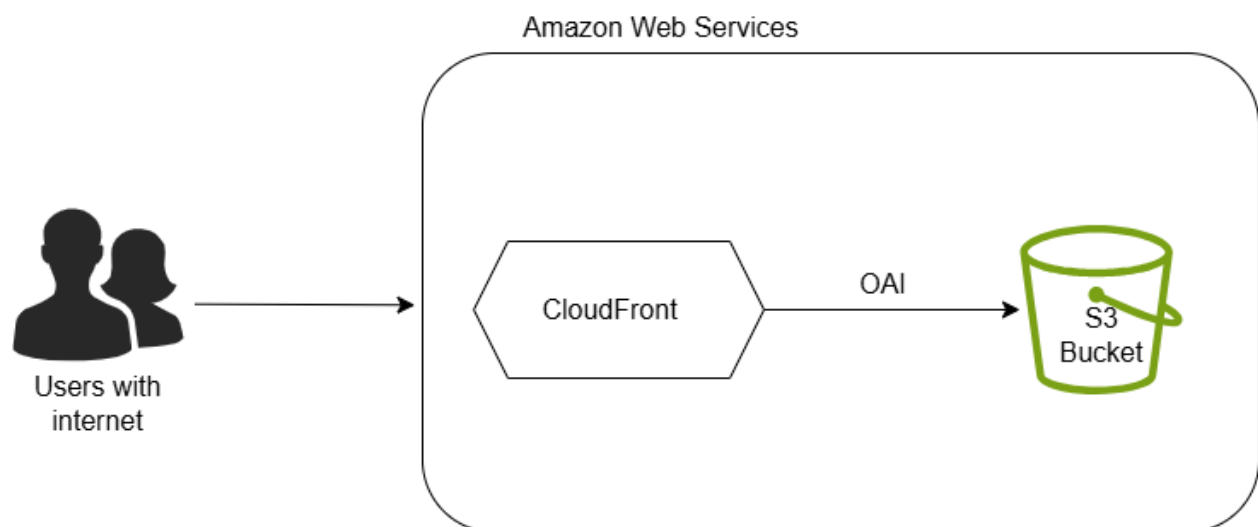 Amazon Web Services
CloudFront
OAI
S3
Bucket
Users with
internet